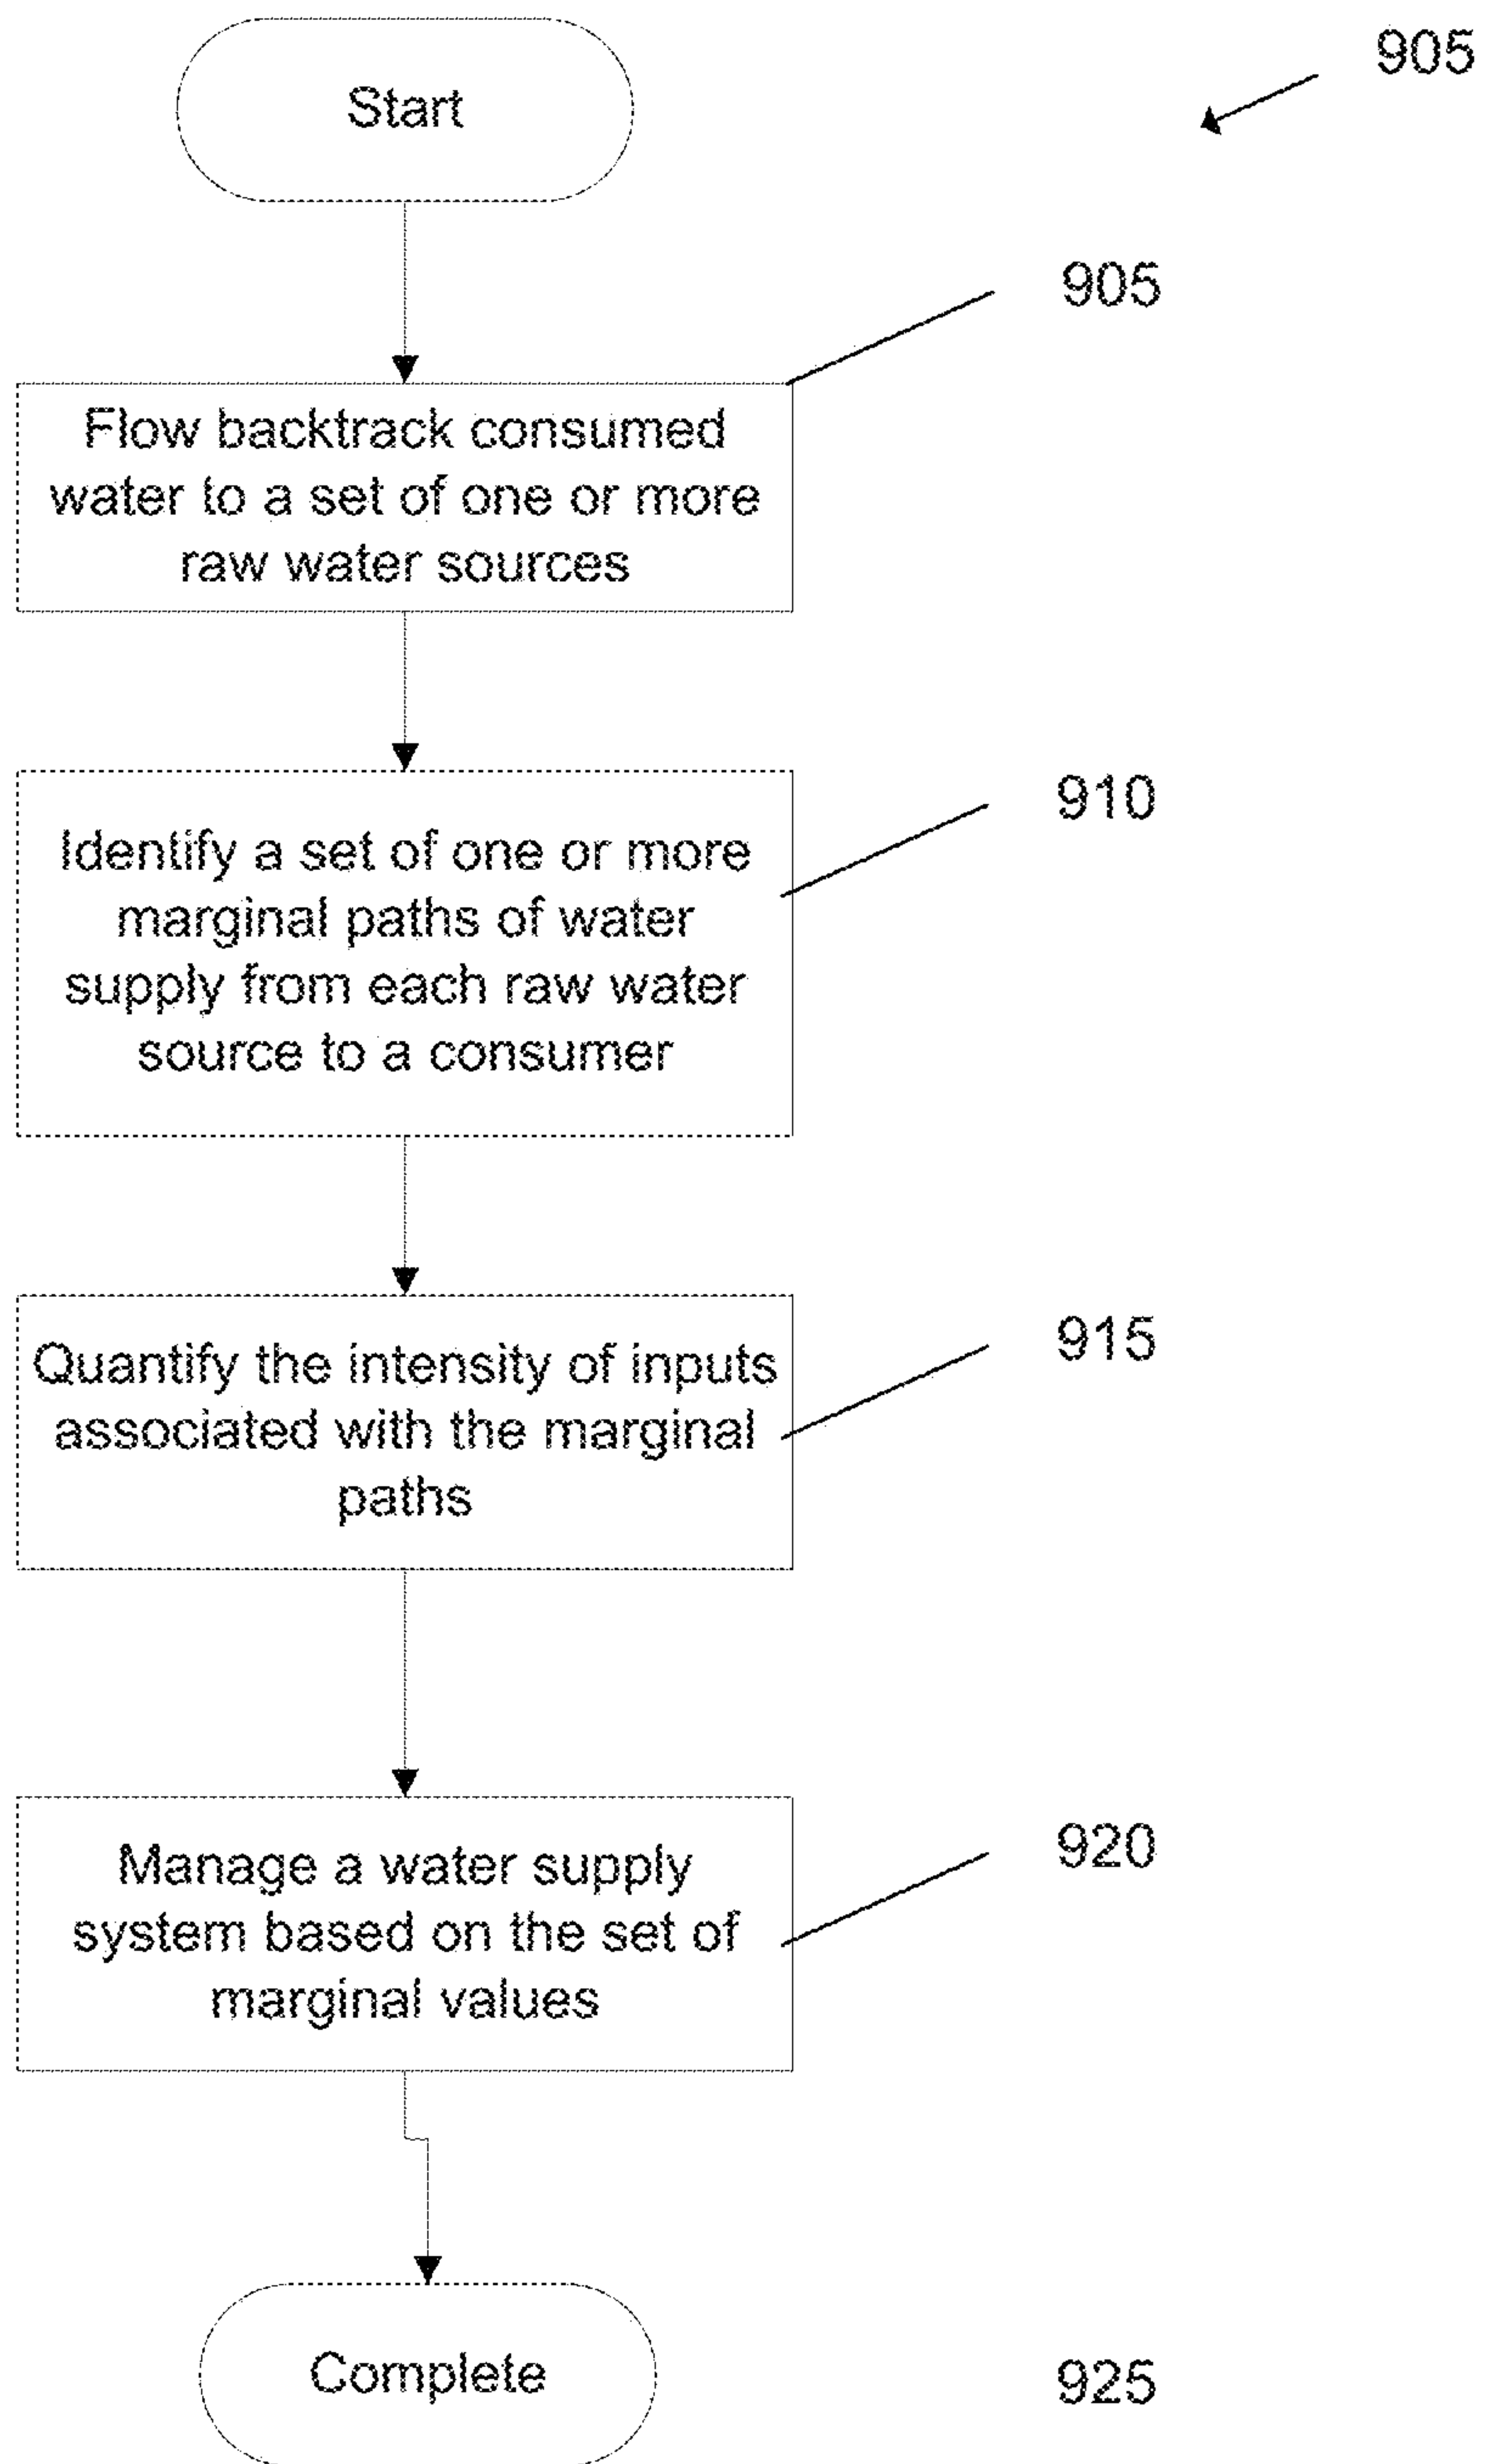 905
Start
905
Flow backtrack consumed
water to a set of one or more
raw water sources
910
Identify a set of one or more
marginal paths of water
supply from each raw water
source to a consumer
915
Quantify the intensity of inputs
associated with the marginal
paths
920
Manage a water supply
system based on the set of
marginal values
Complete
925